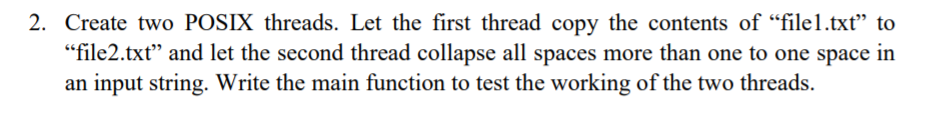 2. Create two POSIX threads. Let the first thread copy the contents of “file1.txt” to
“file2.txt” and let the second thread collapse all spaces more than one to one space in
an input string. Write the main function to test the working of the two threads.